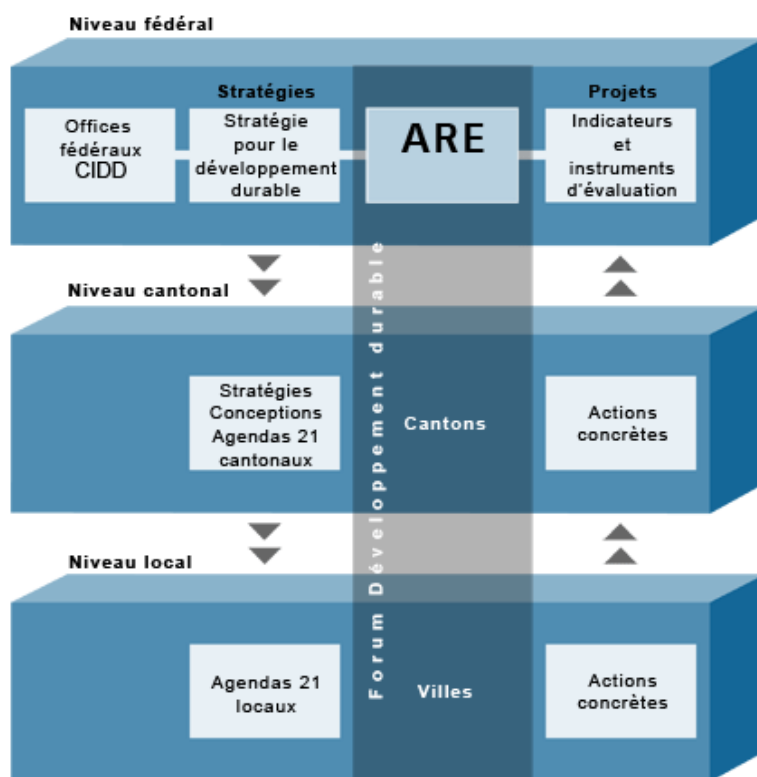 Niveau fédéral
Stratégies
Projets
Offices
fédéraux
CIDD
Stratégie
pour le
développement
durable
ARE
Indicateurs
et
instruments
d'évaluation
Forum Développement durable
Niveau cantonal
Stratégies
Conceptions
Agendas 21
cantonaux
Cantons
Actions
concrètes
Niveau local
Agendas 21
locaux
Villes
Actions
concrètes